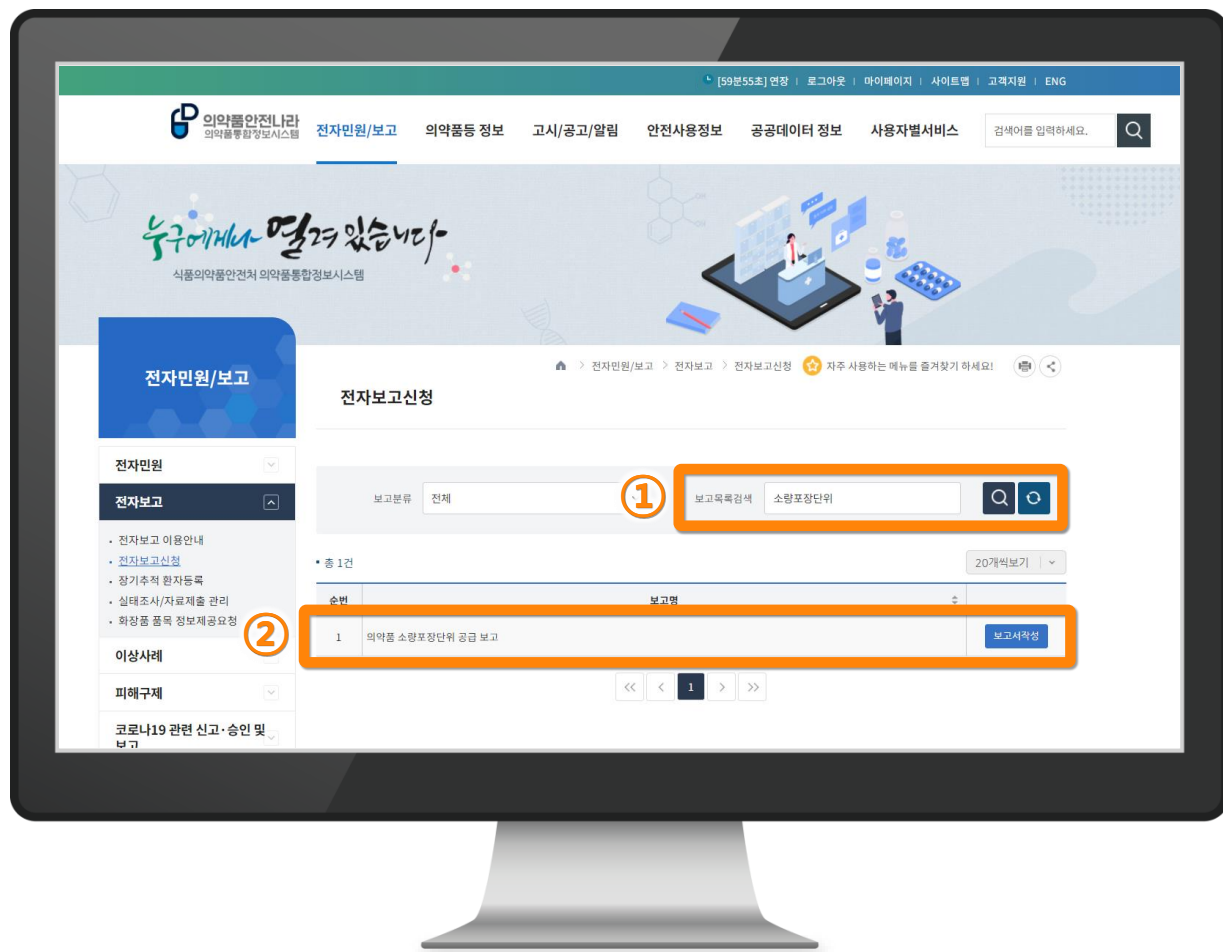 [59분55초] 연장 | 로그아웃 | 마이페이지 | 사이트맵 | 고객지원 | ENG
의약품안전나라
의약품통합정보시스템
전자민원/보고 의약품등 정보 고시/공고/알림 안전사용정보 공공데이터 정보 사용자별서비스 검색어를 입력하세요.
누구에게나 열려 있습니다
식품의약품안전처 의약품통합정보시스템
OH
OH
전자민원/보고
> 전자민원/보고 > 전자보고 > 전자보고신청 자주 사용하는 메뉴를 즐겨찾기 하세요!
전자보고신청
전자민원
전자보고
• 전자보고 이용안내
• 전자보고신청
• 장기추적 환자등록
• 실태조사/자료제출 관리
• 화장품 품목 정보제공요청
이상사례
피해구제
코로나19 관련 신고·승인 및
보고
보고분류 전체
① 보고목록검색 소량포장단위
▪ 총 1건 20개씩보기
순번 보고명
② 1 의약품 소량포장단위 공급 보고 보고서작성
<< < 1 > >>